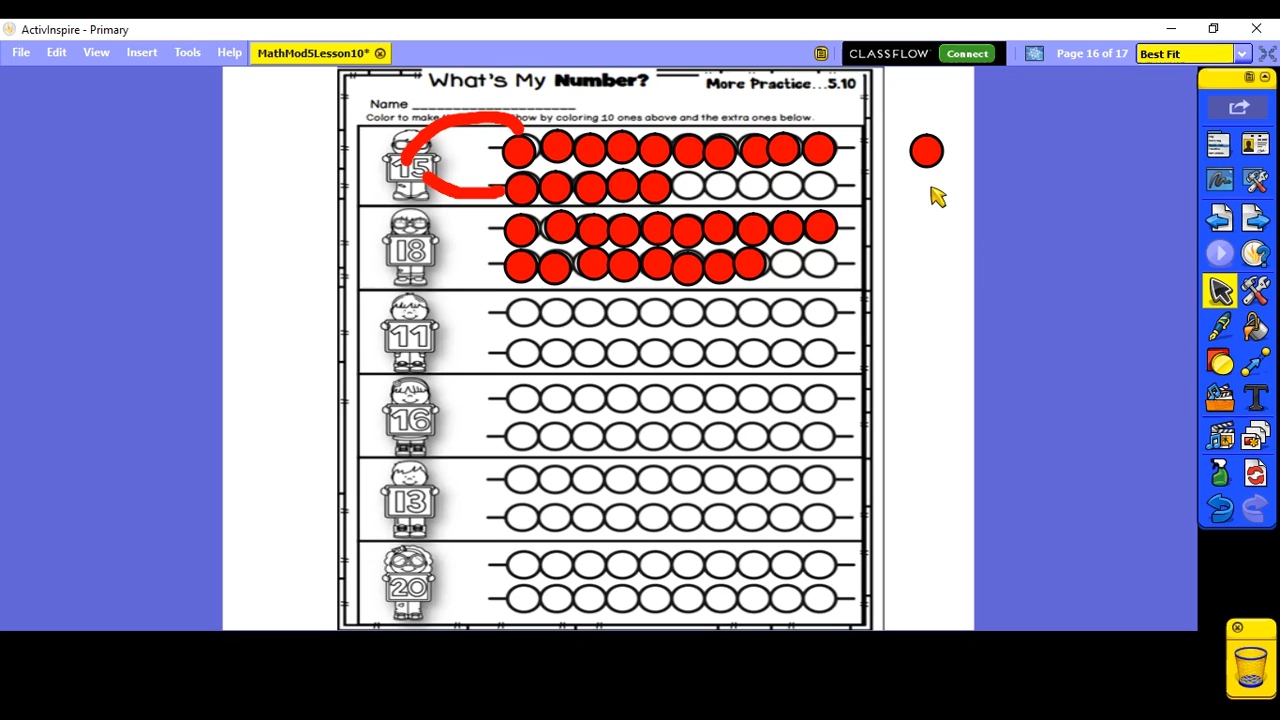 ActivInspire - Primary
File Edit View Insert Tools Help MathMod5Lesson10* CLASSFLOW Connect Page 16 of 17 Best Fit
What's My Number? More Practice...5.10
Name ____________________
Color to make show by coloring 10 ones above and the extra ones below.
15
18
11
16
13
20